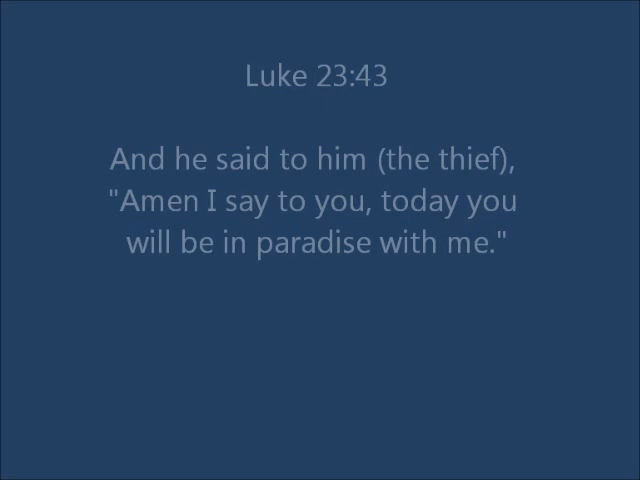 Luke 23:43
And he said to him (the thief),
"Amen I say to you, today you
will be in paradise with me."